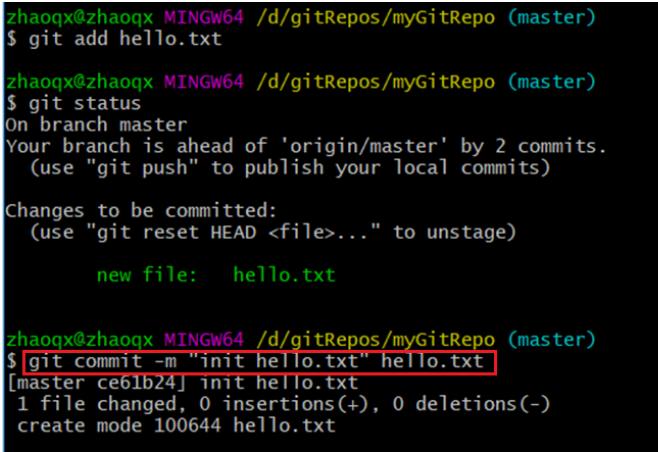 zhaoqx@zhaoqx MINGW64 /d/gitRepos/myGitRepo (master)
$ git add hello.txt
zhaoqx@zhaoqx MINGW64 /d/gitRepos/myGitRepo (master)
$ git status
On branch master
Your branch is ahead of 'origin/master' by 2 commits.
  (use "git push" to publish your local commits)
Changes to be committed:
  (use "git reset HEAD <file>..." to unstage)
        new file:   hello.txt
zhaoqx@zhaoqx MINGW64 /d/gitRepos/myGitRepo (master)
$ git commit -m "init hello.txt" hello.txt
[master ce61b24] init hello.txt
 1 file changed, 0 insertions(+), 0 deletions(-)
 create mode 100644 hello.txt